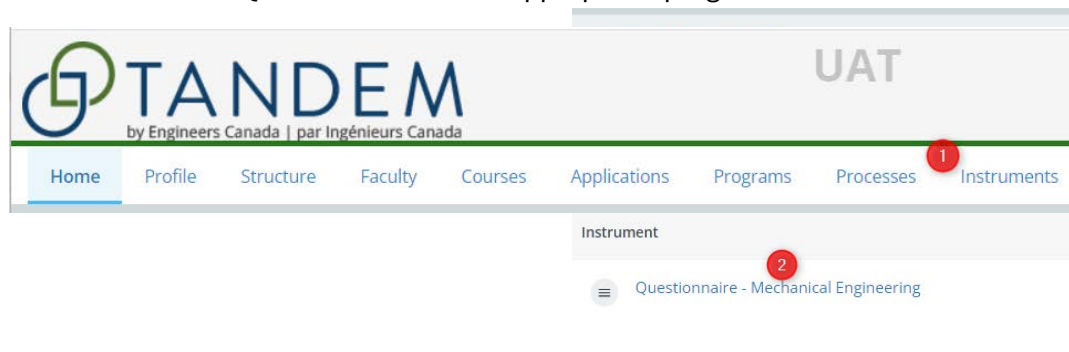 TANDEM
by Engineers Canada | par Ingénieurs Canada
UAT
Home Profile Structure Faculty Courses Applications Programs Processes 1 Instruments
Instrument
2
Questionnaire - Mechanical Engineering